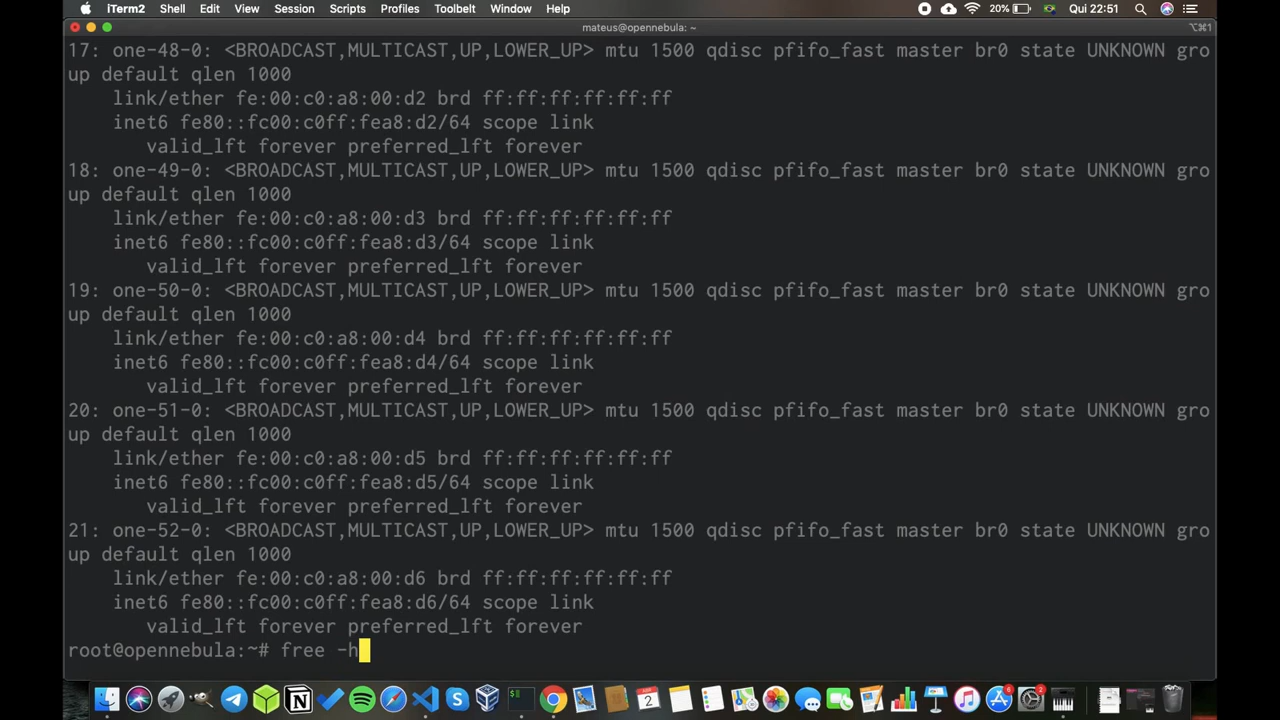 iTerm2 Shell Edit View Session Scripts Profiles Toolbelt Window Help 20% Qui 22:51
mateus@opennebula: ~ ⌥⌘1
17: one-48-0: <BROADCAST,MULTICAST,UP,LOWER_UP> mtu 1500 qdisc pfifo_fast master br0 state UNKNOWN gro
up default qlen 1000
link/ether fe:00:c0:a8:00:d2 brd ff:ff:ff:ff:ff:ff
inet6 fe80::fc00:c0ff:fea8:d2/64 scope link
valid_lft forever preferred_lft forever
18: one-49-0: <BROADCAST,MULTICAST,UP,LOWER_UP> mtu 1500 qdisc pfifo_fast master br0 state UNKNOWN gro
up default qlen 1000
link/ether fe:00:c0:a8:00:d3 brd ff:ff:ff:ff:ff:ff
inet6 fe80::fc00:c0ff:fea8:d3/64 scope link
valid_lft forever preferred_lft forever
19: one-50-0: <BROADCAST,MULTICAST,UP,LOWER_UP> mtu 1500 qdisc pfifo_fast master br0 state UNKNOWN gro
up default qlen 1000
link/ether fe:00:c0:a8:00:d4 brd ff:ff:ff:ff:ff:ff
inet6 fe80::fc00:c0ff:fea8:d4/64 scope link
valid_lft forever preferred_lft forever
20: one-51-0: <BROADCAST,MULTICAST,UP,LOWER_UP> mtu 1500 qdisc pfifo_fast master br0 state UNKNOWN gro
up default qlen 1000
link/ether fe:00:c0:a8:00:d5 brd ff:ff:ff:ff:ff:ff
inet6 fe80::fc00:c0ff:fea8:d5/64 scope link
valid_lft forever preferred_lft forever
21: one-52-0: <BROADCAST,MULTICAST,UP,LOWER_UP> mtu 1500 qdisc pfifo_fast master br0 state UNKNOWN gro
up default qlen 1000
link/ether fe:00:c0:a8:00:d6 brd ff:ff:ff:ff:ff:ff
inet6 fe80::fc00:c0ff:fea8:d6/64 scope link
valid_lft forever preferred_lft forever
root@opennebula:~# free -h